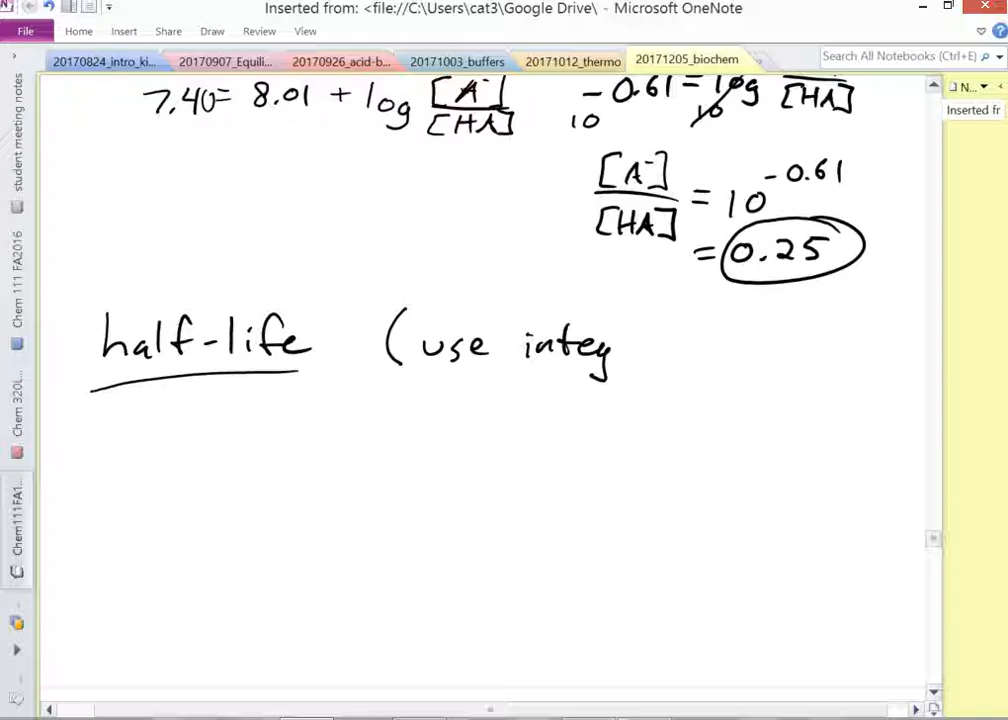 Inserted from: <file://C:\Users\cat3\Google Drive\ - Microsoft OneNote
File Home Insert Share Draw Review View
20170824_intro_ki... 20170907_Equili... 20170926_acid-b... 20171003_buffers 20171012_thermo 20171205_biochem
Search All Notebooks (Ctrl+E)
N...
Inserted fr
student meeting notes
Chem 111 FA2016
Chem 320L
Chem111FA1
7.40 = 8.01 + log [A-]/[HA]
-0.61 = log /[HA]
10 10
[A-]/[HA] = 10^-0.61
= 0.25
half-life (use integ